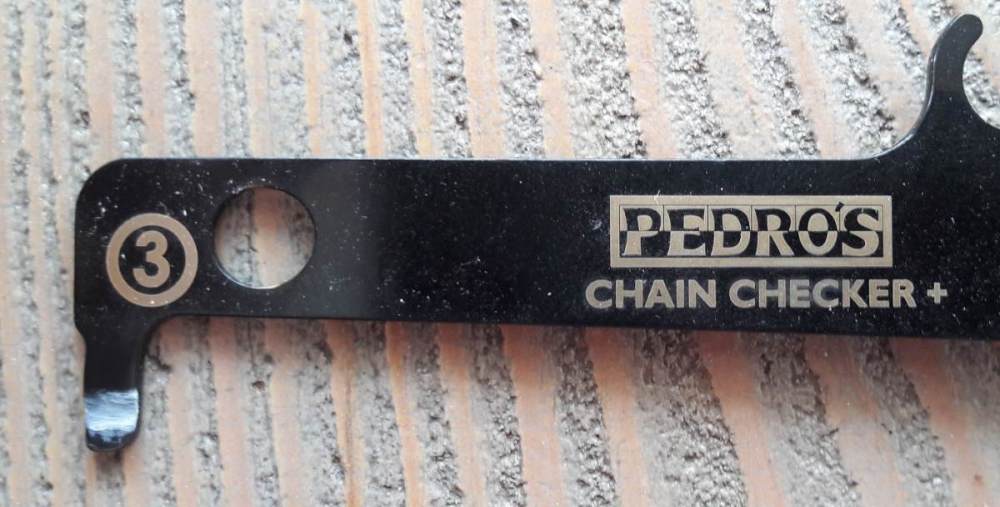 3
PEDRO'S
CHAIN CHECKER +